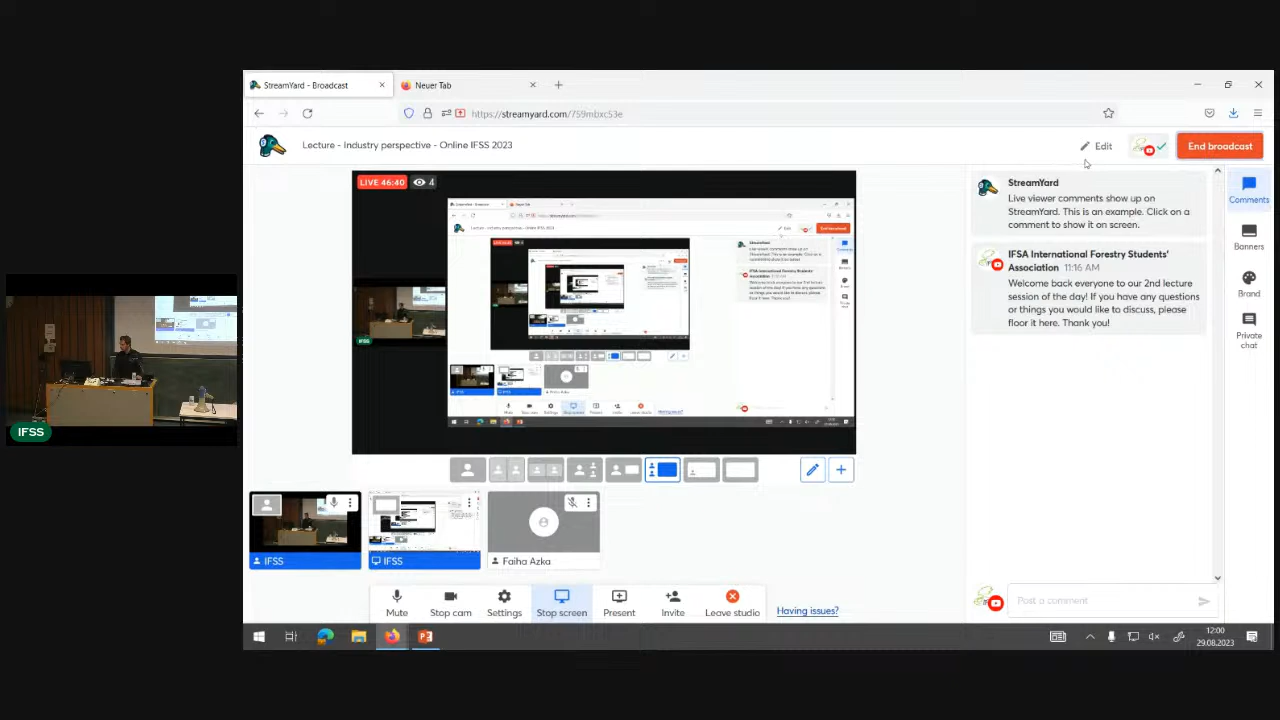 StreamYard - Broadcast
Neuer Tab
https://streamyard.com/759mbxc53e
Lecture - Industry perspective - Online IFSS 2023
Edit
End broadcast
LIVE 46:40
4
StreamYard
Live viewer comments show up on
StreamYard. This is an example. Click on a
comment to show it on screen.
IFSA International Forestry Students'
Association 11:16 AM
Welcome back everyone to our 2nd lecture
session of the day! If you have any questions
or things you would like to discuss, please
floor it here. Thank you!
Comments
Banners
Brand
Private
chat
IFSS
IFSS
IFSS
IFSS
Faiha Azka
Mute
Stop cam
Settings
Stop screen
Present
Invite
Leave studio
Having issues?
Post a comment
12:00
29.08.2023